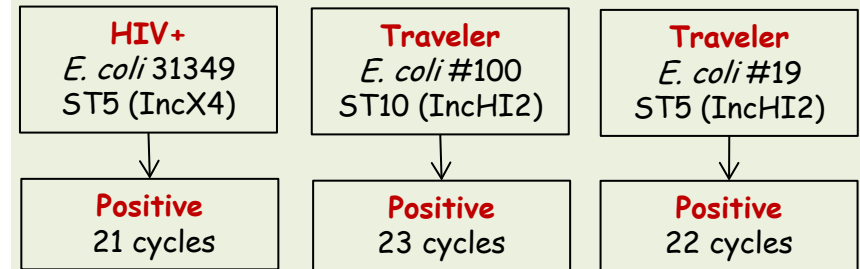 HIV+
E. coli 31349
ST5 (IncX4)
Positive
21 cycles
Traveler
E. coli #100
ST10 (IncHI2)
Positive
23 cycles
Traveler
E. coli #19
ST5 (IncHI2)
Positive
22 cycles